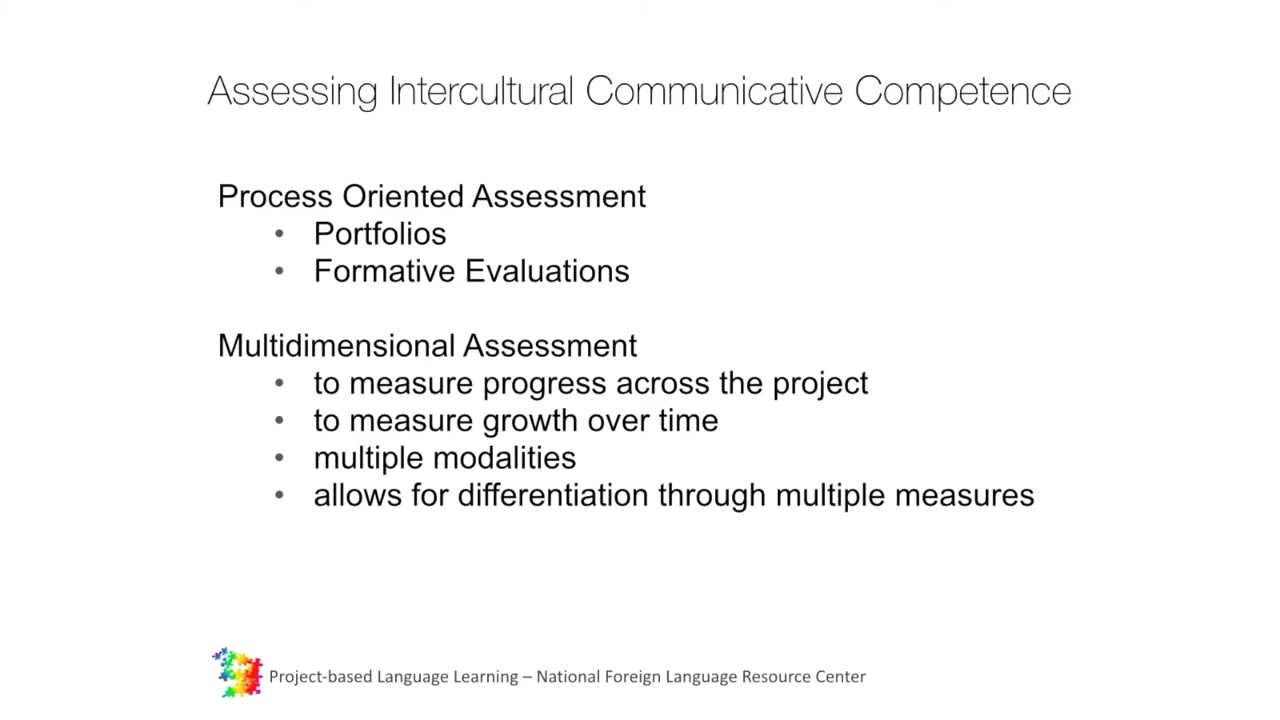 Assessing Intercultural Communicative Competence
Process Oriented Assessment
• Portfolios
• Formative Evaluations
Multidimensional Assessment
• to measure progress across the project
• to measure growth over time
• multiple modalities
• allows for differentiation through multiple measures
Project-based Language Learning – National Foreign Language Resource Center